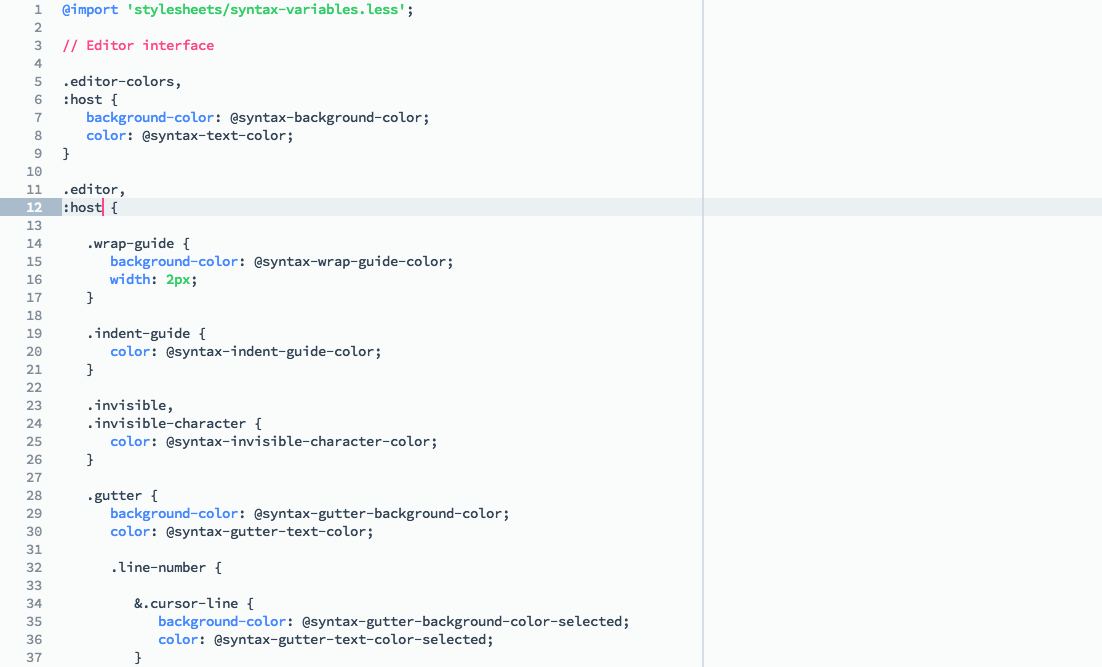 1 @import 'stylesheets/syntax-variables.less';
2
3 // Editor interface
4
5 .editor-colors,
6 :host {
7 background-color: @syntax-background-color;
8 color: @syntax-text-color;
9 }
10
11 .editor,
12 :host {
13
14 .wrap-guide {
15 background-color: @syntax-wrap-guide-color;
16 width: 2px;
17 }
18
19 .indent-guide {
20 color: @syntax-indent-guide-color;
21 }
22
23 .invisible,
24 .invisible-character {
25 color: @syntax-invisible-character-color;
26 }
27
28 .gutter {
29 background-color: @syntax-gutter-background-color;
30 color: @syntax-gutter-text-color;
31
32 .line-number {
33
34 &.cursor-line {
35 background-color: @syntax-gutter-background-color-selected;
36 color: @syntax-gutter-text-color-selected;
37 }